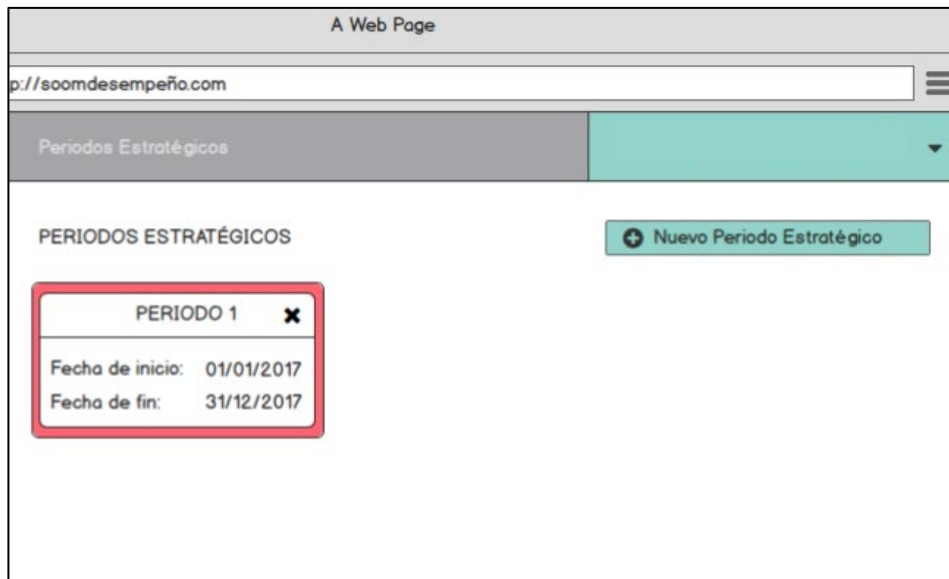 A Web Page
p://soomdesempeño.com
Periodos Estratégicos
PERIODOS ESTRATÉGICOS
Nuevo Periodo Estratégico
PERIODO 1
Fecha de inicio: 01/01/2017
Fecha de fin: 31/12/2017